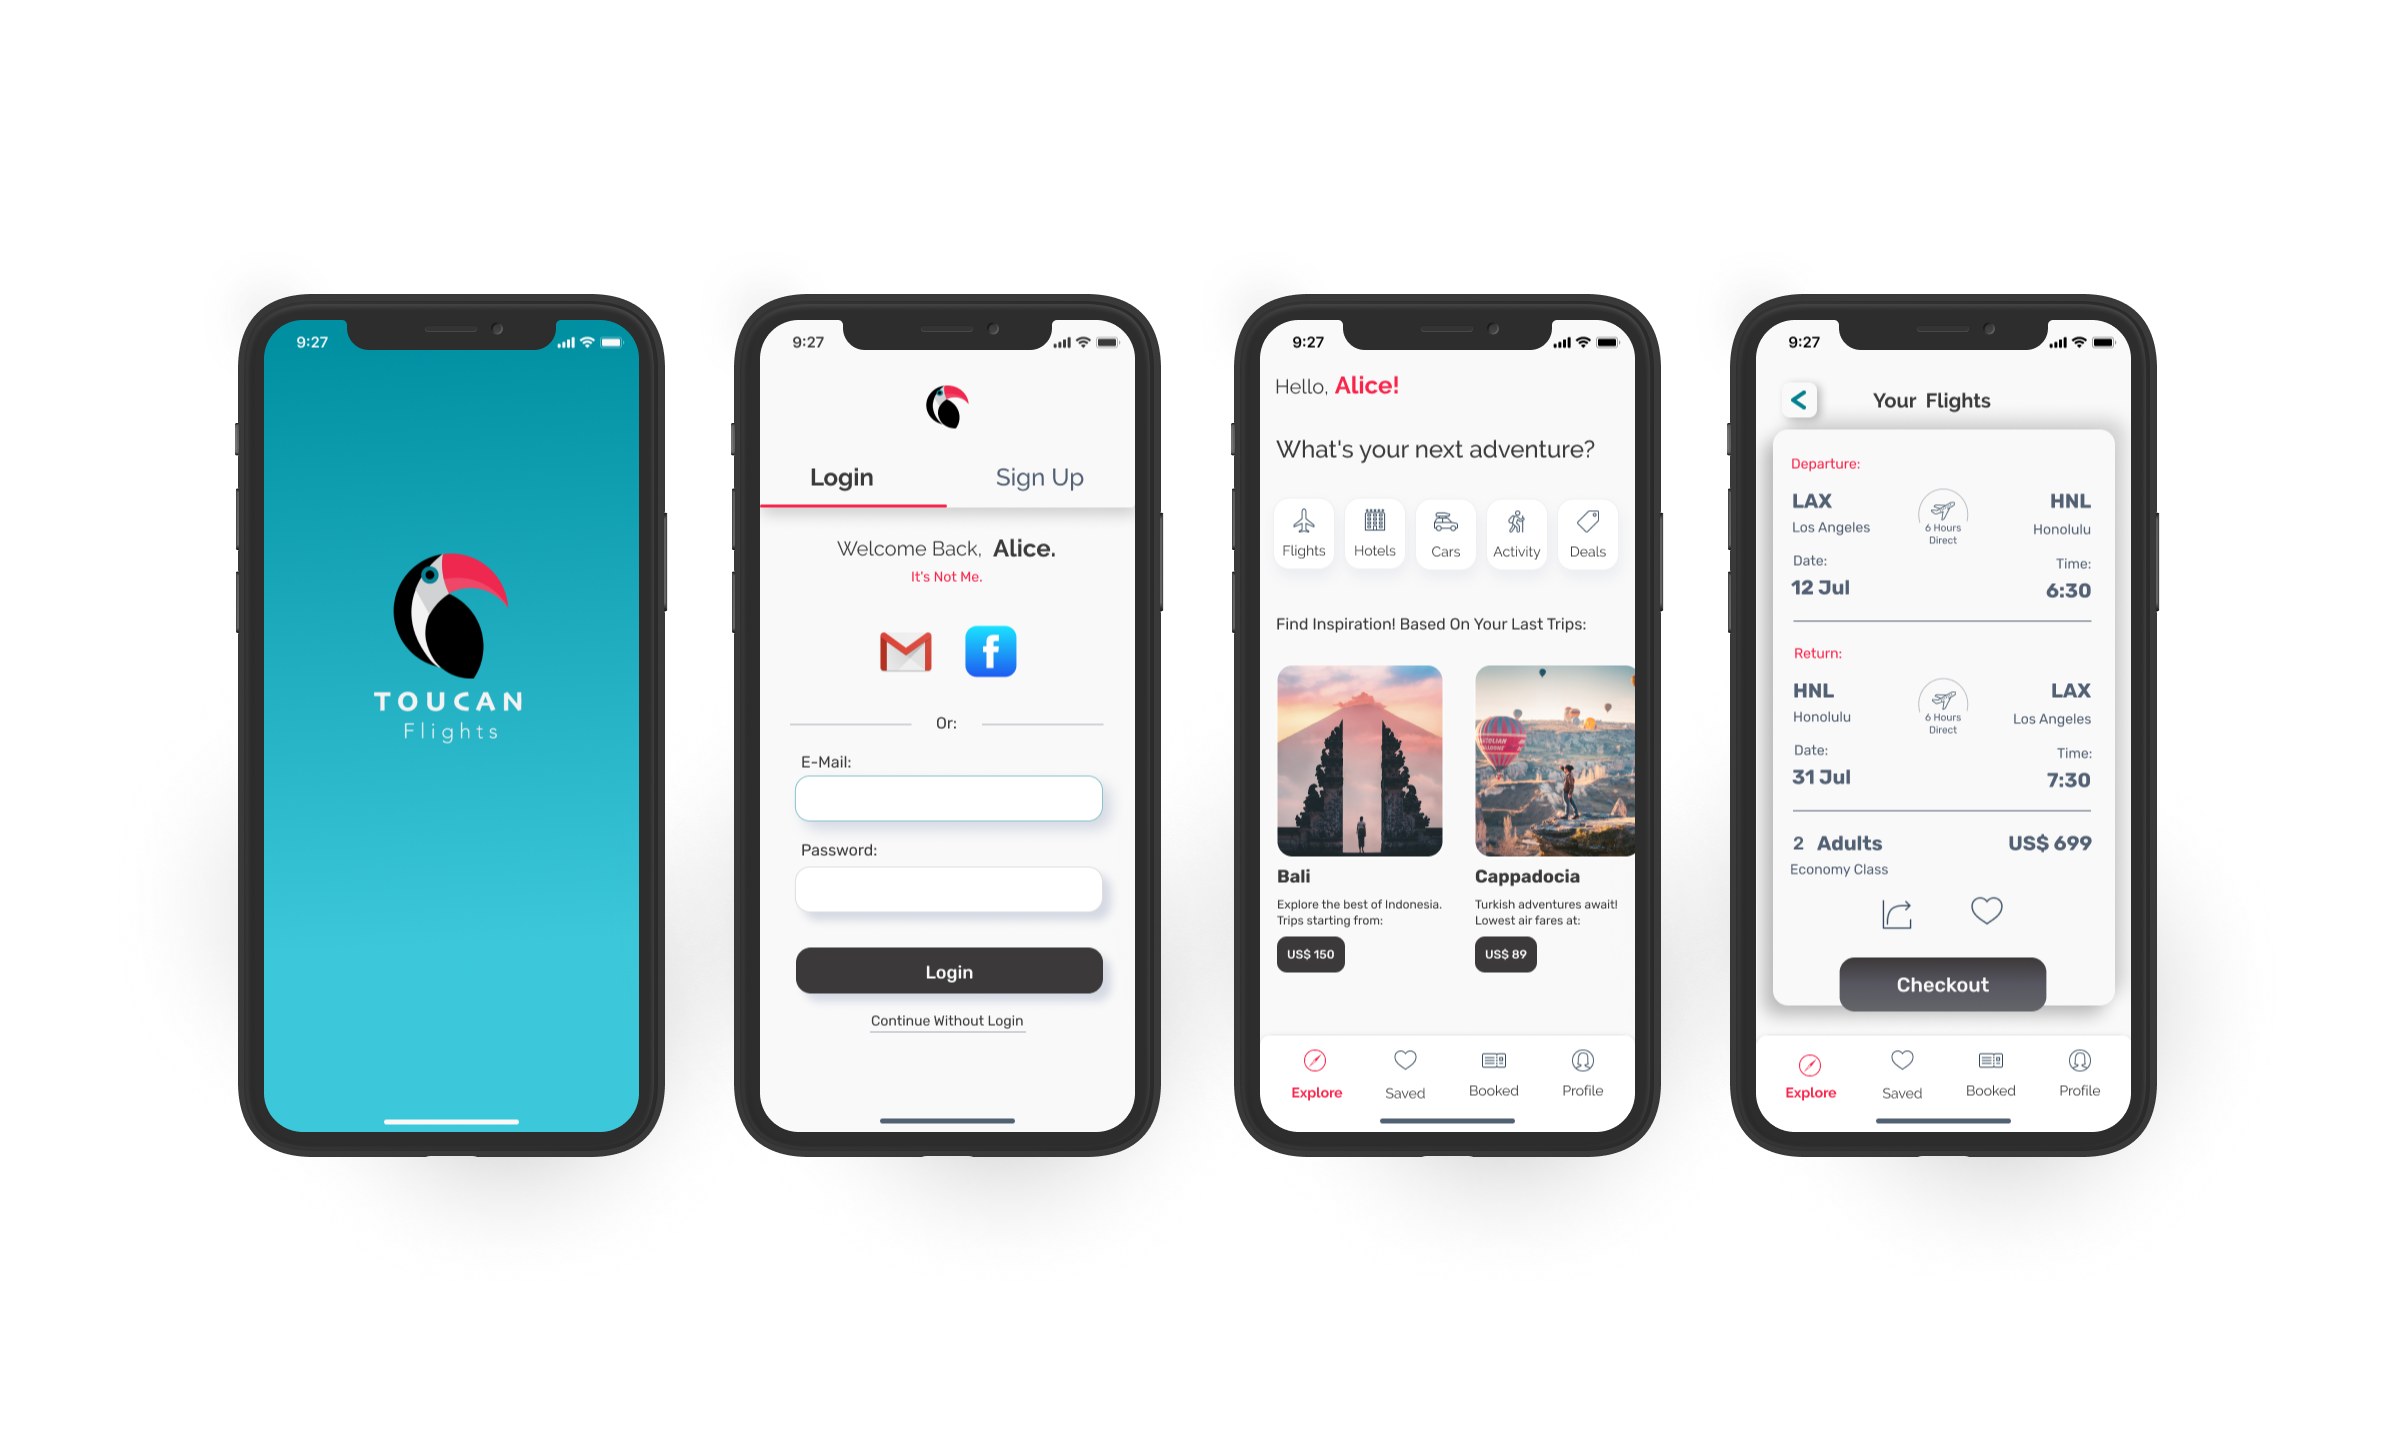 9:27
TOUCAN
Flights
9:27
Login
Sign Up
Welcome Back, Alice.
It's Not Me.
Or:
E-Mail:
Password:
Login
Continue Without Login
9:27
Hello, Alice!
What's your next adventure?
Flights
Hotels
Cars
Activity
Deals
Find Inspiration! Based On Your Last Trips:
Bali
Explore the best of Indonesia.
Trips starting from:
US$ 150
Cappadocia
Turkish adventures await!
Lowest air fares at:
US$ 89
Explore
Saved
Booked
Profile
9:27
Your Flights
Departure:
LAX
HNL
Los Angeles
6 Hours
Direct
Honolulu
Date:
Time:
12 Jul
6:30
Return:
HNL
LAX
Honolulu
6 Hours
Direct
Los Angeles
Date:
Time:
31 Jul
7:30
2 Adults
US$ 699
Economy Class
Checkout
Explore
Saved
Booked
Profile